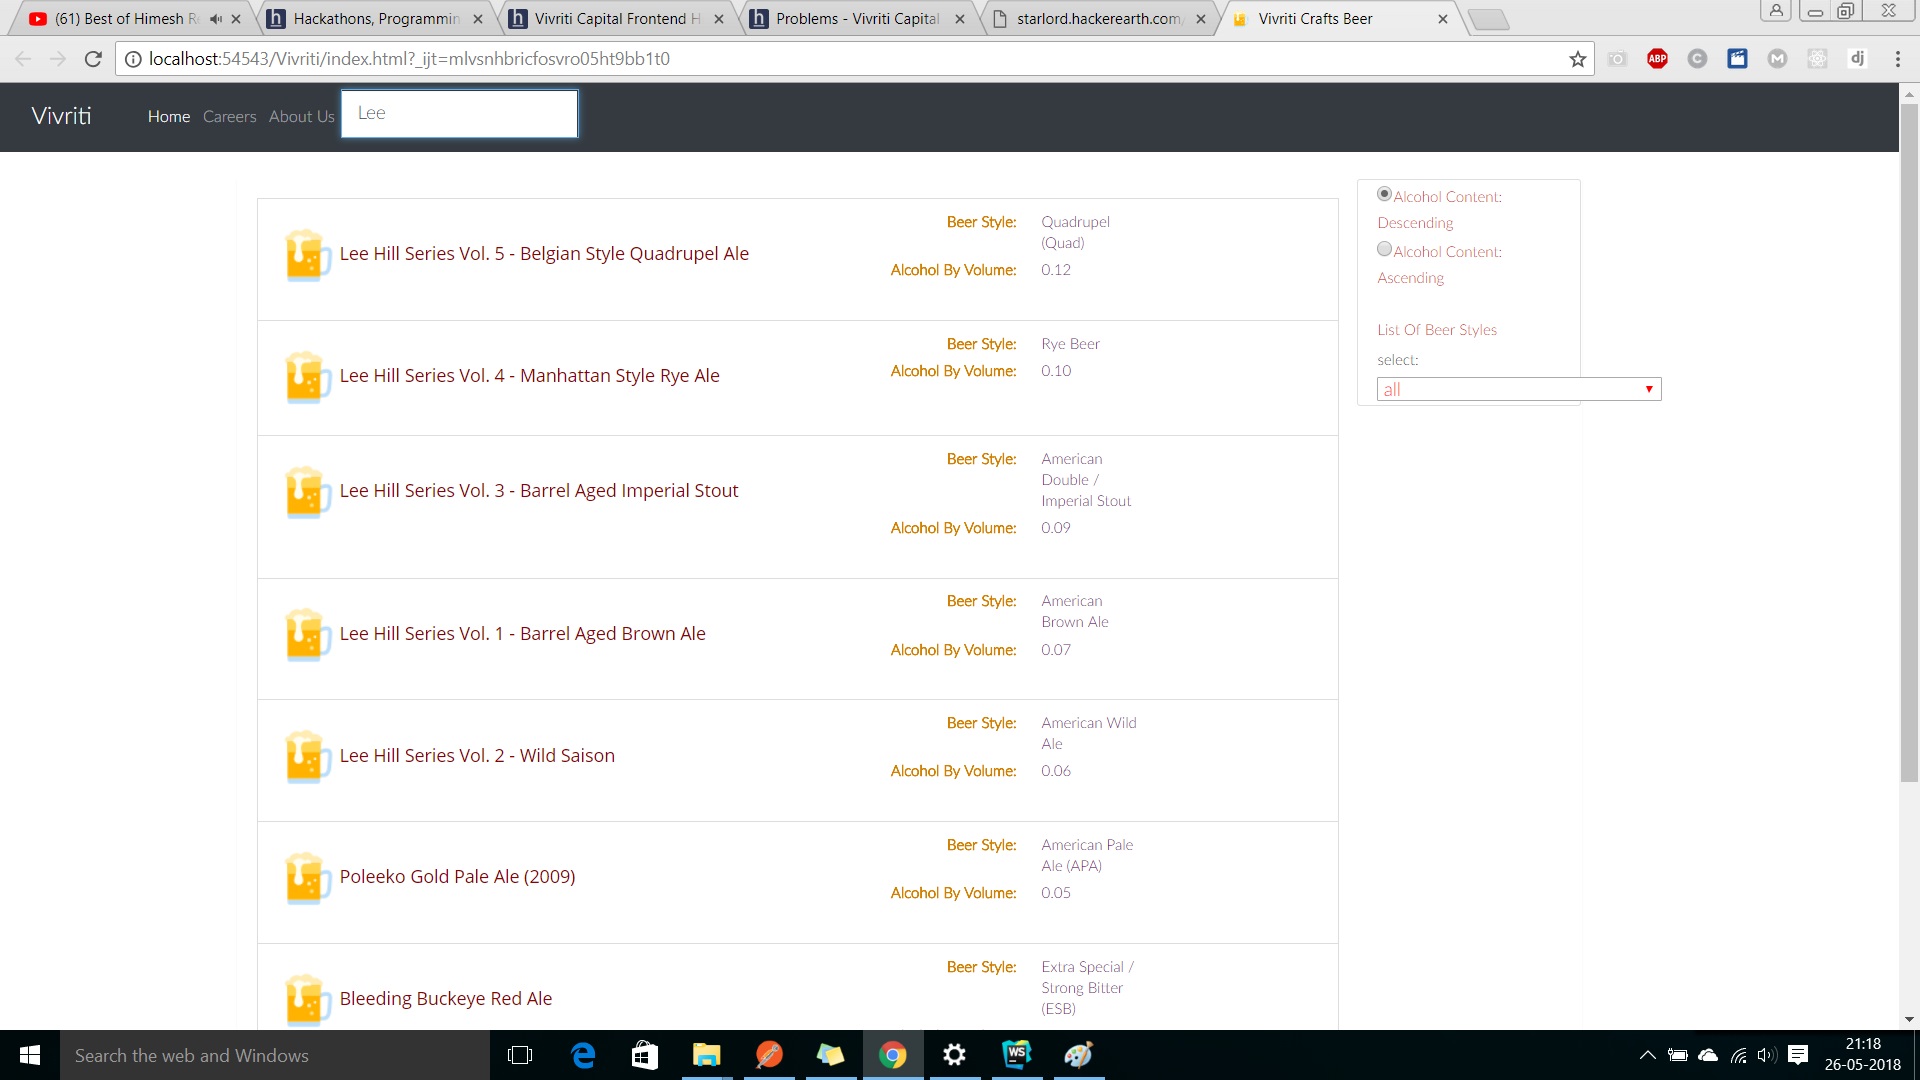 (61) Best of Himesh R
Hackathons, Programmin
Vivriti Capital Frontend H
Problems - Vivriti Capital
starlord.hackerearth.com/
Vivriti Crafts Beer
localhost:54543/Vivriti/index.html?_ijt=mlvsnhbricfosvro05ht9bb1t0
ABP
C
M
dj
Vivriti
Home
Careers
About Us
Lee
Lee Hill Series Vol. 5 - Belgian Style Quadrupel Ale
Beer Style:
Quadrupel
(Quad)
Alcohol By Volume:
0.12
Lee Hill Series Vol. 4 - Manhattan Style Rye Ale
Beer Style:
Rye Beer
Alcohol By Volume:
0.10
Lee Hill Series Vol. 3 - Barrel Aged Imperial Stout
Beer Style:
American
Double /
Imperial Stout
Alcohol By Volume:
0.09
Lee Hill Series Vol. 1 - Barrel Aged Brown Ale
Beer Style:
American
Brown Ale
Alcohol By Volume:
0.07
Lee Hill Series Vol. 2 - Wild Saison
Beer Style:
American Wild
Ale
Alcohol By Volume:
0.06
Poleeko Gold Pale Ale (2009)
Beer Style:
American Pale
Ale (APA)
Alcohol By Volume:
0.05
Bleeding Buckeye Red Ale
Beer Style:
Extra Special /
Strong Bitter
(ESB)
Alcohol Content:
Descending
Alcohol Content:
Ascending
List Of Beer Styles
select:
all
Search the web and Windows
WS
21:18
26-05-2018